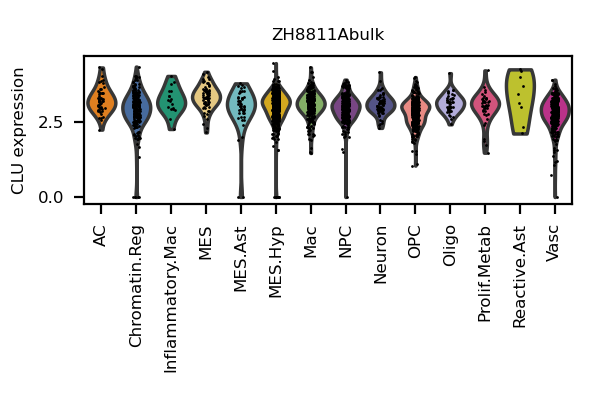 ZH8811Abulk
CLU expression
2.5
0.0
AC
Chromatin.Reg
Inflammatory.Mac
MES
MES.Ast
MES.Hyp
Mac
NPC
Neuron
OPC
Oligo
Prolif.Metab
Reactive.Ast
Vasc